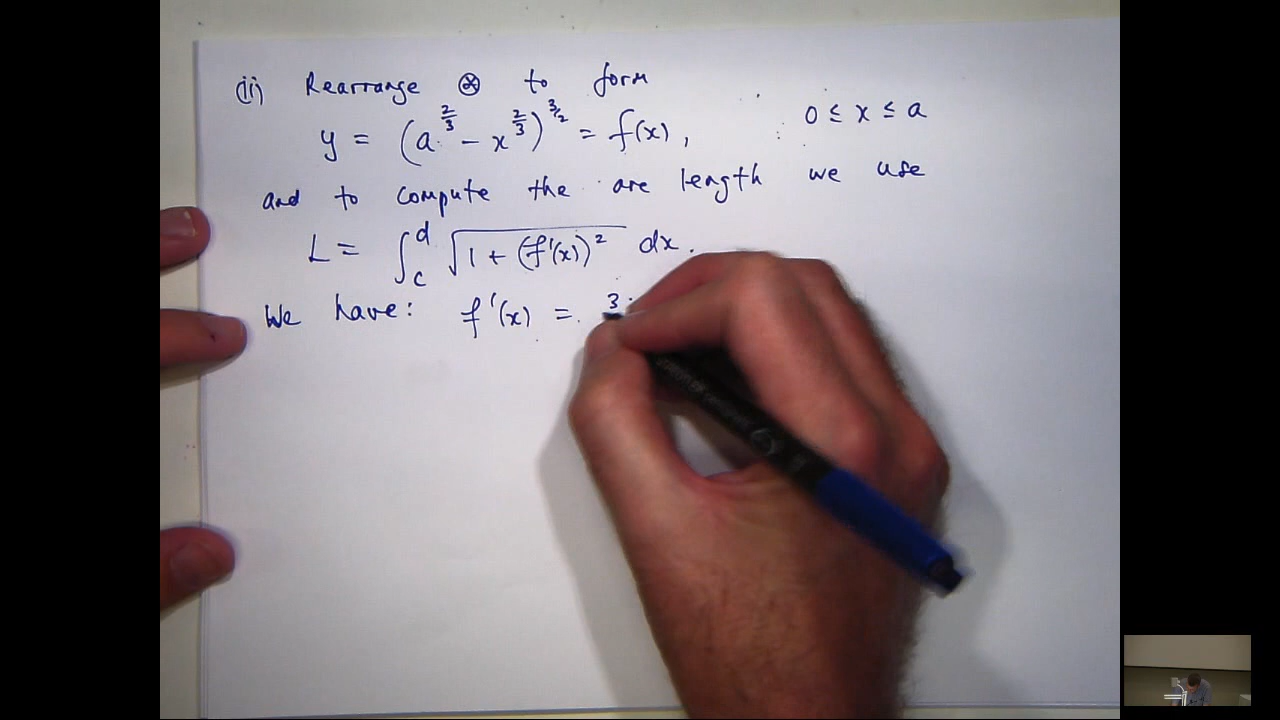 (ii) Rearrange ⊛ to form
y = (a^{2/3} - x^{2/3})^{3/2} = f(x), 0 ≤ x ≤ a
and to compute the arc length we use
L = ∫_c^d √(1 + (f'(x))^2) dx.
We have: f'(x) = 3